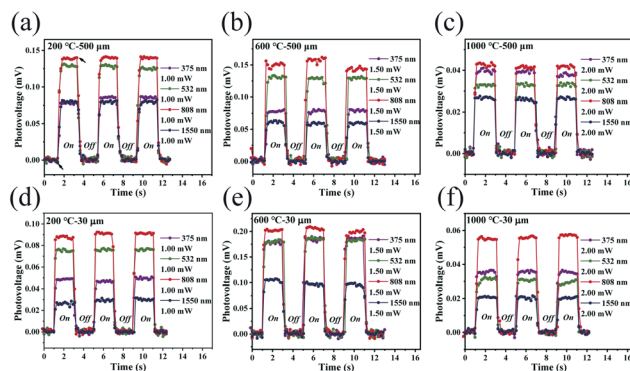 (a)
200 °C-500 μm
Photovoltage (mV)
0.15
0.10
0.05
0.00
On Off On Off On
375 nm
1.00 mW
532 nm
1.00 mW
808 nm
1.00 mW
1550 nm
1.00 mW
0 2 4 6 8 10 12 14 16
Time (s)
(b)
600 °C-500 μm
Photovoltage (mV)
0.20
0.15
0.10
0.05
0.00
On Off On Off On
375 nm
1.50 mW
532 nm
1.50 mW
808 nm
1.50 mW
1550 nm
1.50 mW
0 2 4 6 8 10 12 14 16
Time (s)
(c)
1000 °C-500 μm
Photovoltage (mV)
0.04
0.02
0.00
On Off On Off On
375 nm
2.00 mW
532 nm
2.00 mW
808 nm
2.00 mW
1550 nm
2.00 mW
0 2 4 6 8 10 12 14 16
Time (s)
(d)
200 °C-30 μm
Photovoltage (mV)
0.10
0.08
0.06
0.04
0.02
0.00
On Off On Off On
375 nm
1.00 mW
532 nm
1.00 mW
808 nm
1.00 mW
1550 nm
1.00 mW
0 2 4 6 8 10 12 14 16
Time (s)
(e)
600 °C-30 μm
Photovoltage (mV)
0.20
0.15
0.10
0.05
0.00
On Off On Off On
375 nm
1.50 mW
532 nm
1.50 mW
808 nm
1.50 mW
1550 nm
1.50 mW
0 2 4 6 8 10 12 14 16
Time (s)
(f)
1000 °C-30 μm
Photovoltage (mV)
0.06
0.04
0.02
0.00
On Off On Off On
375 nm
2.00 mW
532 nm
2.00 mW
808 nm
2.00 mW
1550 nm
2.00 mW
0 2 4 6 8 10 12 14 16
Time (s)